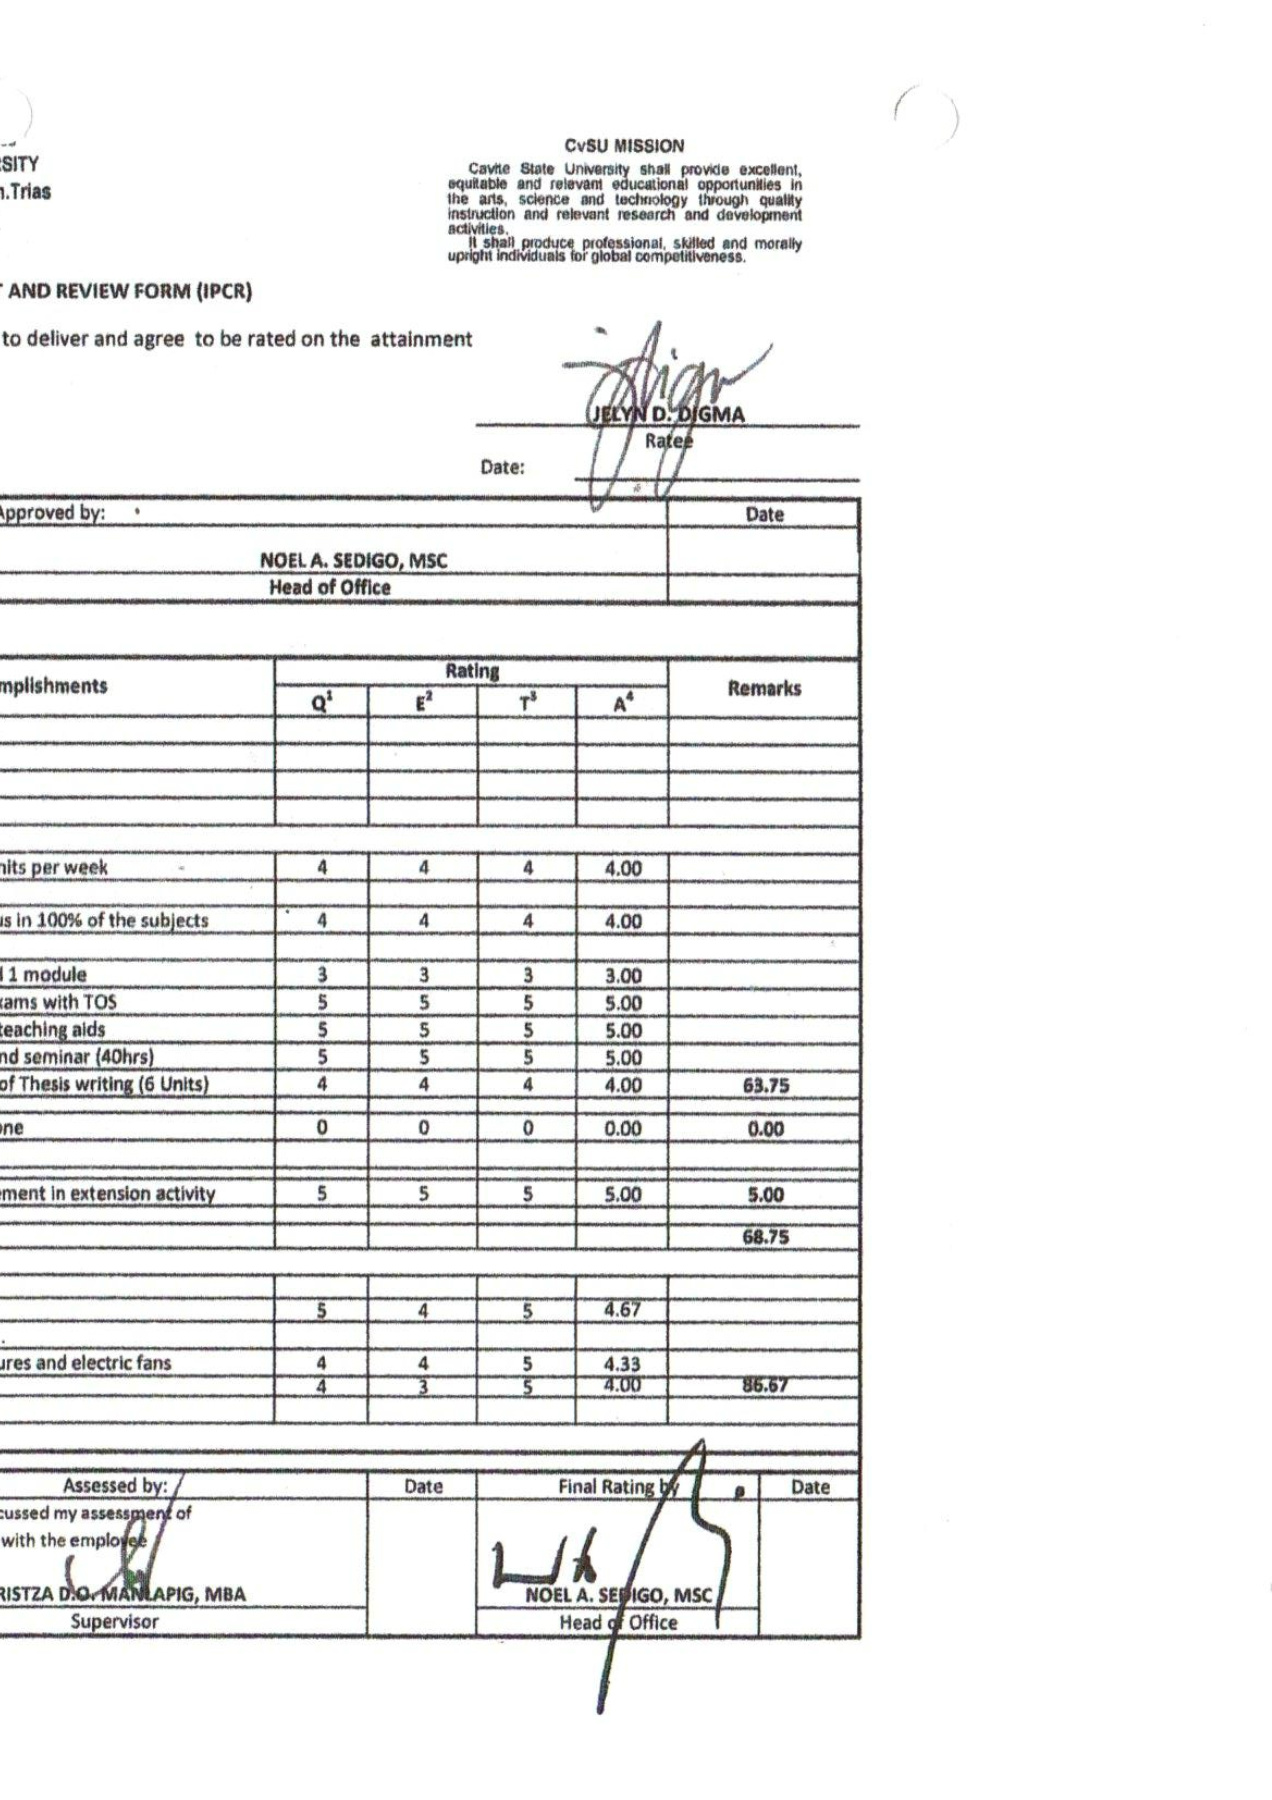 CvSU MISSION
SITY
Cavite State University shall provide excellent,
n.Trias
equitable and relevant educational opportunities in
the arts, science and technology through quality
instruction and relevant research and development
activities.
It shall produce professional, skilled and morally
upright individuals for global competitiveness.
T AND REVIEW FORM (IPCR)
to deliver and agree to be rated on the attainment
JELYN D. DIGMA
Ratee
Date:
Approved by: Date
NOEL A. SEDIGO, MSC
Head of Office
Rating
mplishments Remarks
Q¹ E² T³ A⁴
nits per week 4 4 4 4.00
us in 100% of the subjects 4 4 4 4.00
l 1 module 3 3 3 3.00
xams with TOS 5 5 5 5.00
teaching aids 5 5 5 5.00
nd seminar (40hrs) 5 5 5 5.00
of Thesis writing (6 Units) 4 4 4 4.00 63.75
one 0 0 0 0.00 0.00
ement in extension activity 5 5 5 5.00 5.00
68.75
5 4 5 4.67
ures and electric fans 4 4 5 4.33
4 3 5 4.00 86.67
Assessed by: Date Final Rating by Date
cussed my assessment of
with the employee
RISTZA D.O. MANLAPIG, MBA NOEL A. SEDIGO, MSC
Supervisor Head of Office